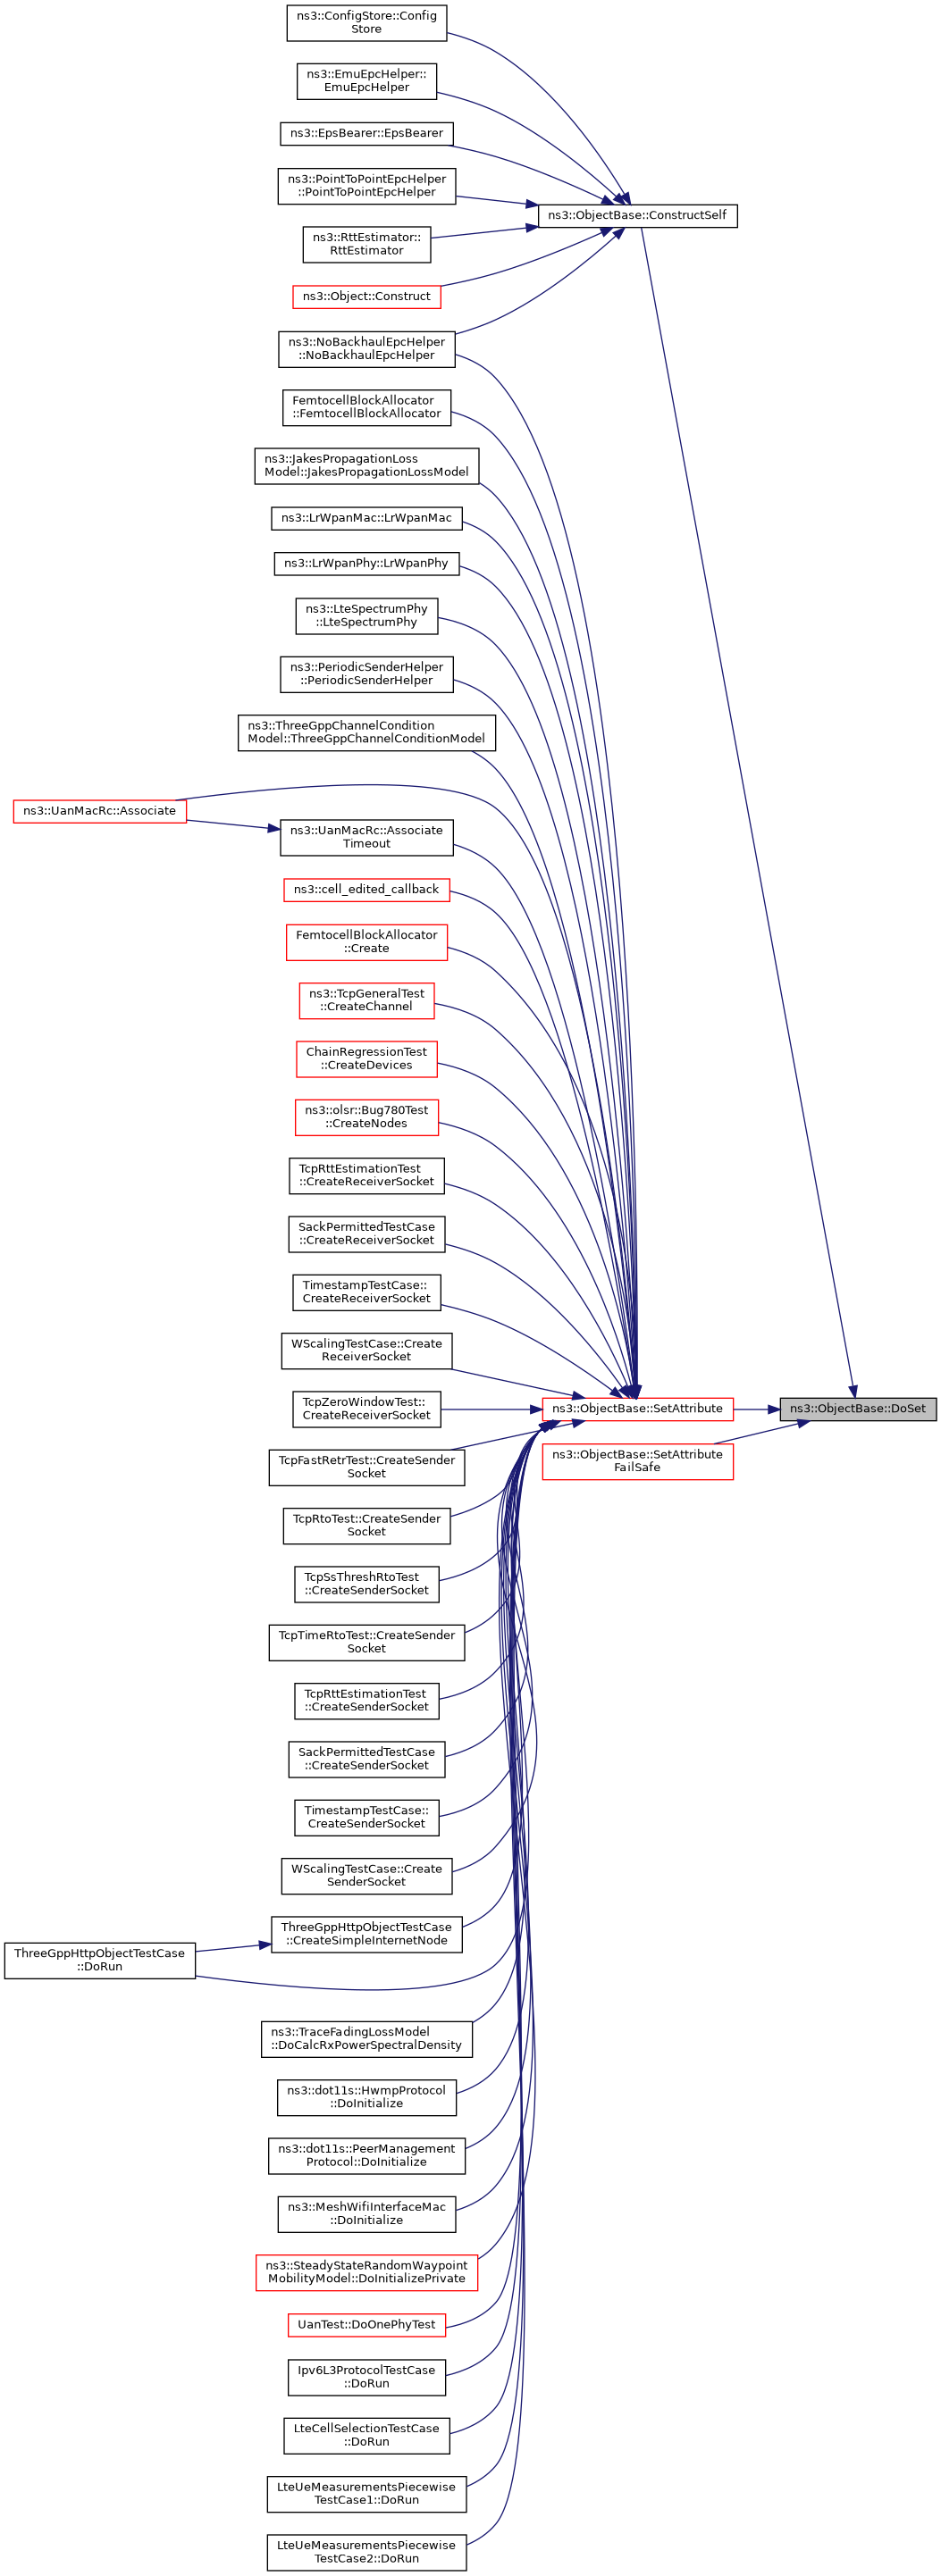 ns3::ConfigStore::Config
Store
ns3::EmuEpcHelper::
EmuEpcHelper
ns3::EpsBearer::EpsBearer
ns3::PointToPointEpcHelper
::PointToPointEpcHelper
ns3::ObjectBase::ConstructSelf
ns3::RttEstimator::
RttEstimator
ns3::Object::Construct
ns3::NoBackhaulEpcHelper
::NoBackhaulEpcHelper
FemtocellBlockAllocator
::FemtocellBlockAllocator
ns3::JakesPropagationLoss
Model::JakesPropagationLossModel
ns3::LrWpanMac::LrWpanMac
ns3::LrWpanPhy::LrWpanPhy
ns3::LteSpectrumPhy
::LteSpectrumPhy
ns3::PeriodicSenderHelper
::PeriodicSenderHelper
ns3::ThreeGppChannelCondition
Model::ThreeGppChannelConditionModel
ns3::UanMacRc::Associate
ns3::UanMacRc::Associate
Timeout
ns3::cell_edited_callback
FemtocellBlockAllocator
::Create
ns3::TcpGeneralTest
::CreateChannel
ChainRegressionTest
::CreateDevices
ns3::olsr::Bug780Test
::CreateNodes
TcpRttEstimationTest
::CreateReceiverSocket
SackPermittedTestCase
::CreateReceiverSocket
TimestampTestCase::
CreateReceiverSocket
WScalingTestCase::Create
ReceiverSocket
TcpZeroWindowTest::
CreateReceiverSocket
ns3::ObjectBase::SetAttribute
ns3::ObjectBase::DoSet
ns3::ObjectBase::SetAttribute
FailSafe
TcpFastRetrTest::CreateSender
Socket
TcpRtoTest::CreateSender
Socket
TcpSsThreshRtoTest
::CreateSenderSocket
TcpTimeRtoTest::CreateSender
Socket
TcpRttEstimationTest
::CreateSenderSocket
SackPermittedTestCase
::CreateSenderSocket
TimestampTestCase::
CreateSenderSocket
WScalingTestCase::Create
SenderSocket
ThreeGppHttpObjectTestCase
::CreateSimpleInternetNode
ThreeGppHttpObjectTestCase
::DoRun
ns3::TraceFadingLossModel
::DoCalcRxPowerSpectralDensity
ns3::dot11s::HwmpProtocol
::DoInitialize
ns3::dot11s::PeerManagement
Protocol::DoInitialize
ns3::MeshWifiInterfaceMac
::DoInitialize
ns3::SteadyStateRandomWaypoint
MobilityModel::DoInitializePrivate
UanTest::DoOnePhyTest
Ipv6L3ProtocolTestCase
::DoRun
LteCellSelectionTestCase
::DoRun
LteUeMeasurementsPiecewise
TestCase1::DoRun
LteUeMeasurementsPiecewise
TestCase2::DoRun